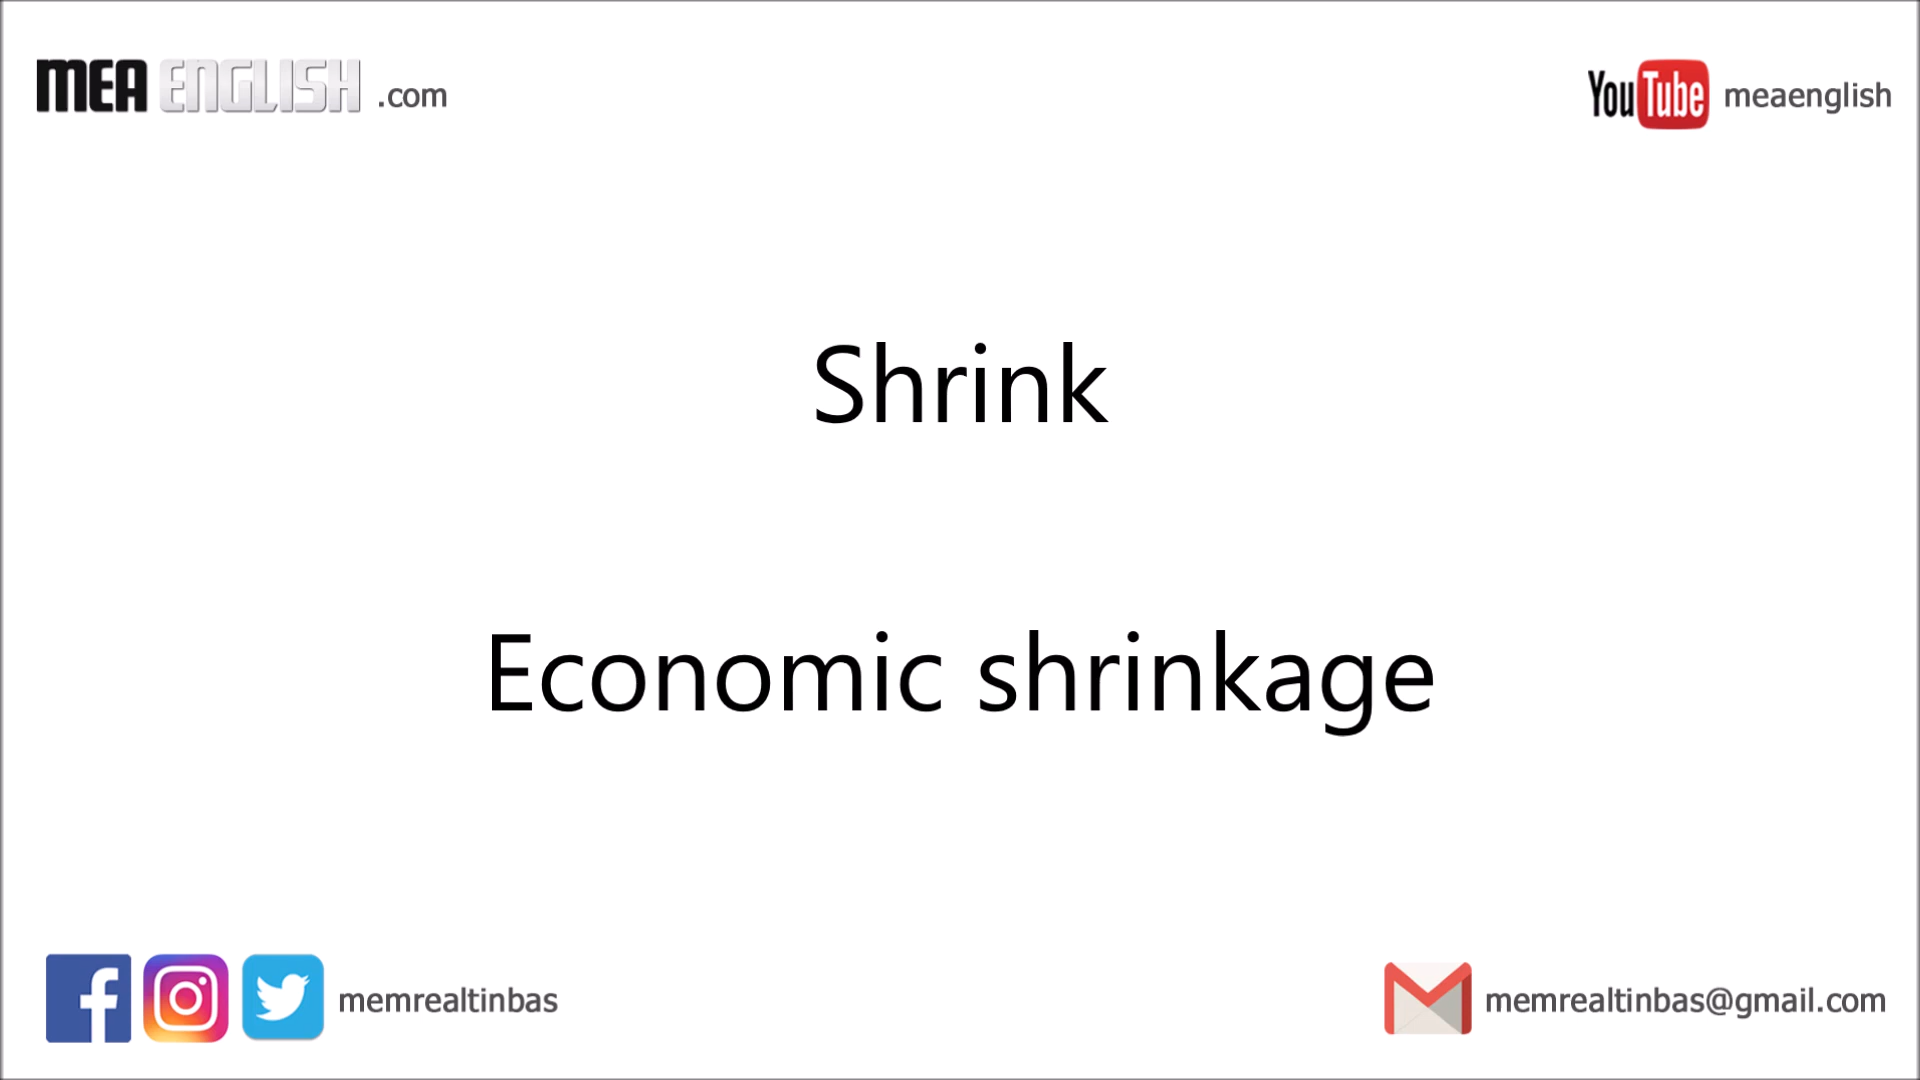 MEA ENGLISH .com
YouTube meaenglish
Shrink
Economic shrinkage
memrealtinbas
memrealtinbas@gmail.com